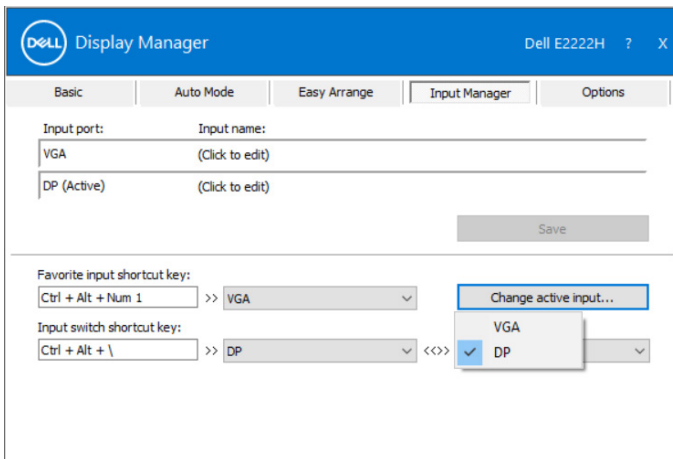 DELL Display Manager Dell E2222H ? X
Basic Auto Mode Easy Arrange Input Manager Options
Input port: Input name:
VGA (Click to edit)
DP (Active) (Click to edit)
Save
Favorite input shortcut key:
Ctrl + Alt + Num 1 >> VGA Change active input...
Input switch shortcut key:
VGA
Ctrl + Alt + \ >> DP <<>> DP